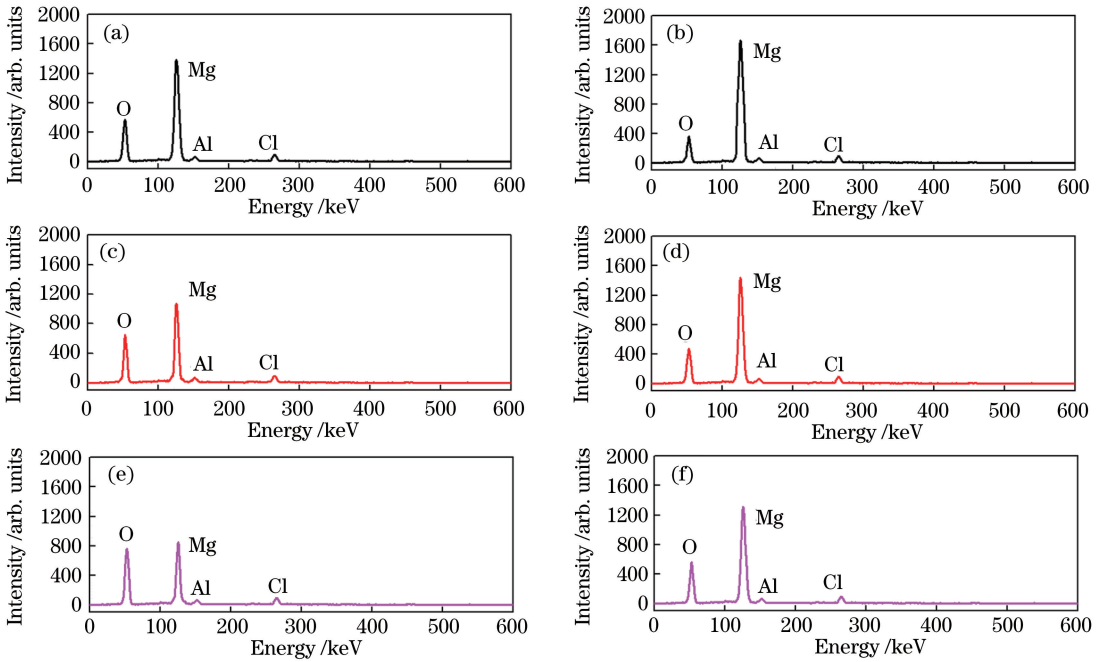 2000
1600
1200
800
400
0
Intensity /arb. units
(a)
O
Mg
Al
Cl
0 100 200 300 400 500 600
Energy /keV
2000
1600
1200
800
400
0
Intensity /arb. units
(b)
O
Mg
Al
Cl
0 100 200 300 400 500 600
Energy /keV
2000
1600
1200
800
400
0
Intensity /arb. units
(c)
O
Mg
Al
Cl
0 100 200 300 400 500 600
Energy /keV
2000
1600
1200
800
400
0
Intensity /arb. units
(d)
O
Mg
Al
Cl
0 100 200 300 400 500 600
Energy /keV
2000
1600
1200
800
400
0
Intensity /arb. units
(e)
O
Mg
Al
Cl
0 100 200 300 400 500 600
Energy /keV
2000
1600
1200
800
400
0
Intensity /arb. units
(f)
O
Mg
Al
Cl
0 100 200 300 400 500 600
Energy /keV